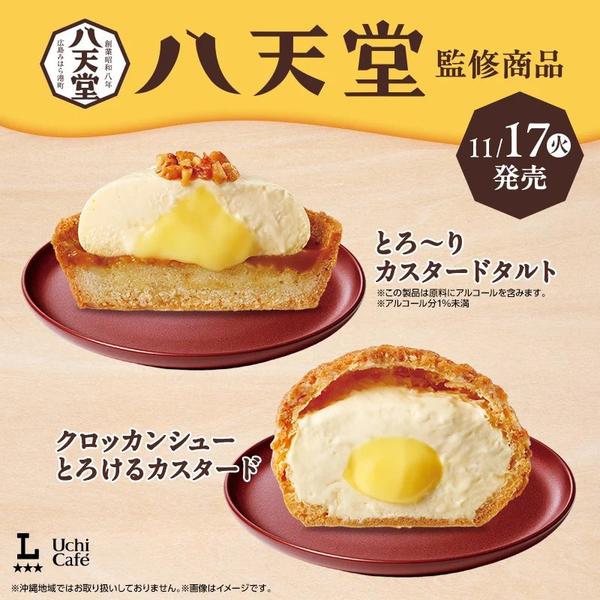 創業昭和八年
八天堂
広島みはら港町
八天堂 監修商品
11/17火
発売
とろ〜り
カスタードタルト
※この製品は原料にアルコールを含みます。
※アルコール分1%未満
クロッカンシュー
とろけるカスタード
L
Uchi
Café
※沖縄地域ではお取り扱いしておりません。※画像はイメージです。